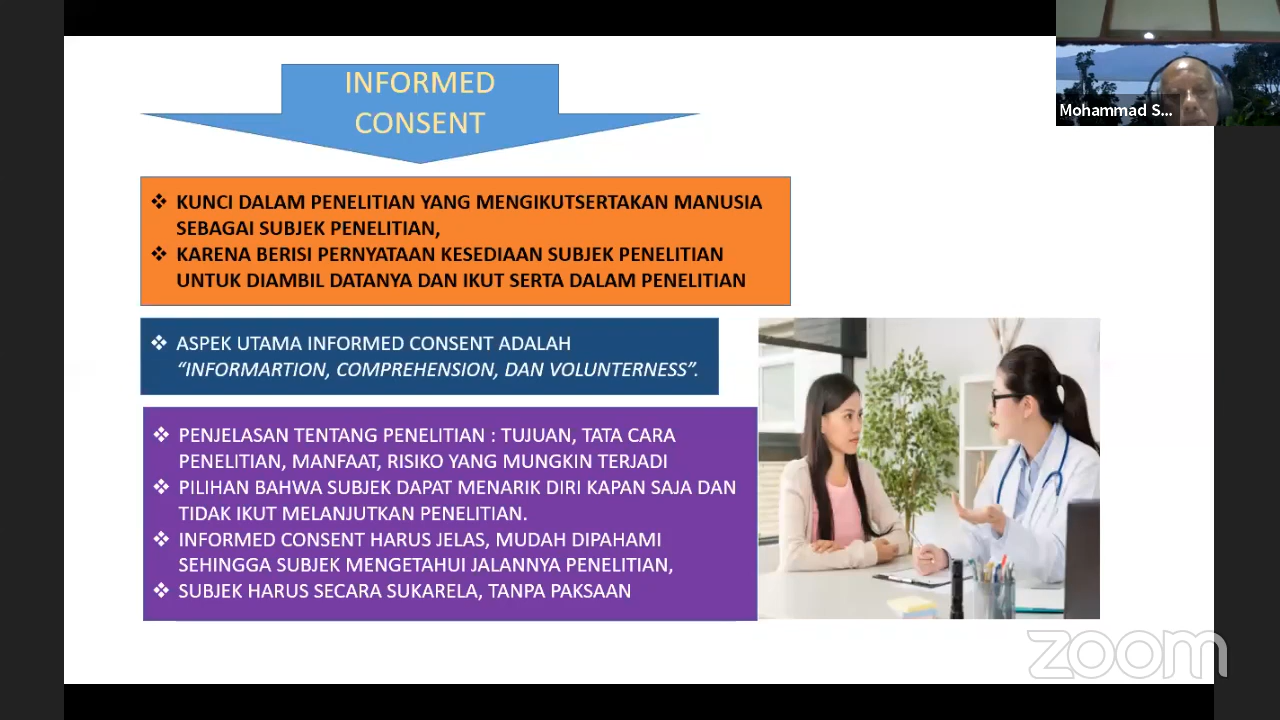 INFORMED
CONSENT
Mohammad S...
❖ KUNCI DALAM PENELITIAN YANG MENGIKUTSERTAKAN MANUSIA
SEBAGAI SUBJEK PENELITIAN,
❖ KARENA BERISI PERNYATAAN KESEDIAAN SUBJEK PENELITIAN
UNTUK DIAMBIL DATANYA DAN IKUT SERTA DALAM PENELITIAN
❖ ASPEK UTAMA INFORMED CONSENT ADALAH
“INFORMARTION, COMPREHENSION, DAN VOLUNTERNESS”.
❖ PENJELASAN TENTANG PENELITIAN : TUJUAN, TATA CARA
PENELITIAN, MANFAAT, RISIKO YANG MUNGKIN TERJADI
❖ PILIHAN BAHWA SUBJEK DAPAT MENARIK DIRI KAPAN SAJA DAN
TIDAK IKUT MELANJUTKAN PENELITIAN.
❖ INFORMED CONSENT HARUS JELAS, MUDAH DIPAHAMI
SEHINGGA SUBJEK MENGETAHUI JALANNYA PENELITIAN,
❖ SUBJEK HARUS SECARA SUKARELA, TANPA PAKSAAN
zoom